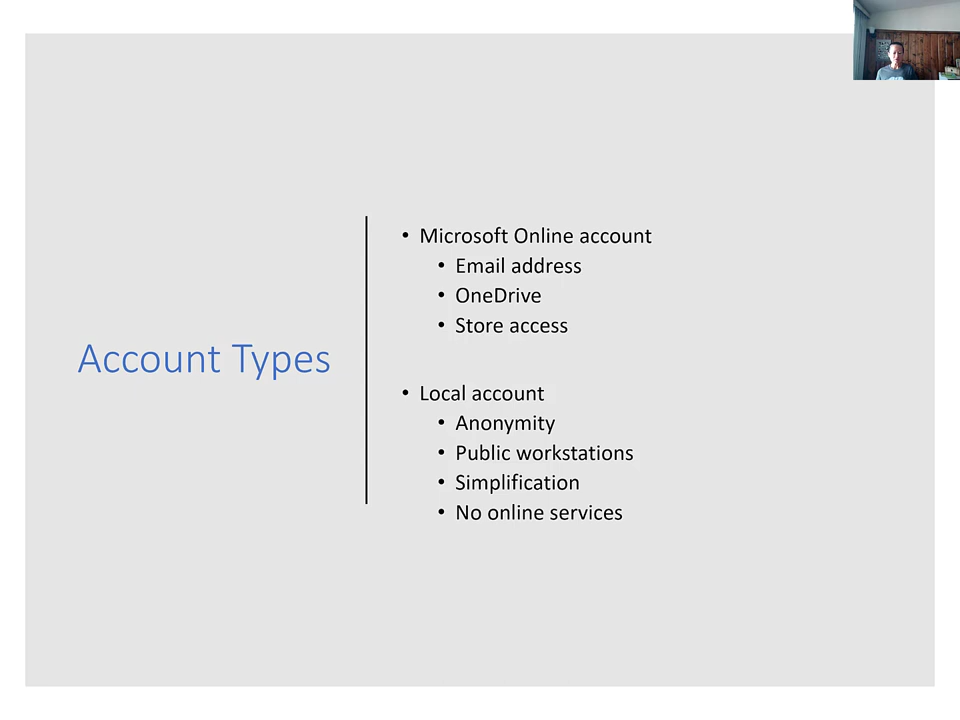 Account Types
Microsoft Online account
Email address
OneDrive
Store access
Local account
Anonymity
Public workstations
Simplification
No online services